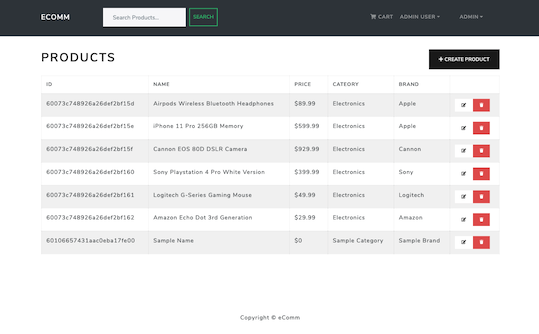 ECOMM Search Products... SEARCH CART ADMIN USER ADMIN
PRODUCTS CREATE PRODUCT
ID NAME PRICE CATEORY BRAND
60073c748926a26def2bf15d Airpods Wireless Bluetooth Headphones $89.99 Electronics Apple
60073c748926a26def2bf15e iPhone 11 Pro 256GB Memory $599.99 Electronics Apple
60073c748926a26def2bf15f Cannon EOS 80D DSLR Camera $929.99 Electronics Cannon
60073c748926a26def2bf160 Sony Playstation 4 Pro White Version $399.99 Electronics Sony
60073c748926a26def2bf161 Logitech G-Series Gaming Mouse $49.99 Electronics Logitech
60073c748926a26def2bf162 Amazon Echo Dot 3rd Generation $29.99 Electronics Amazon
60106657431aac0eba17fe00 Sample Name $0 Sample Category Sample Brand
Copyright © eComm